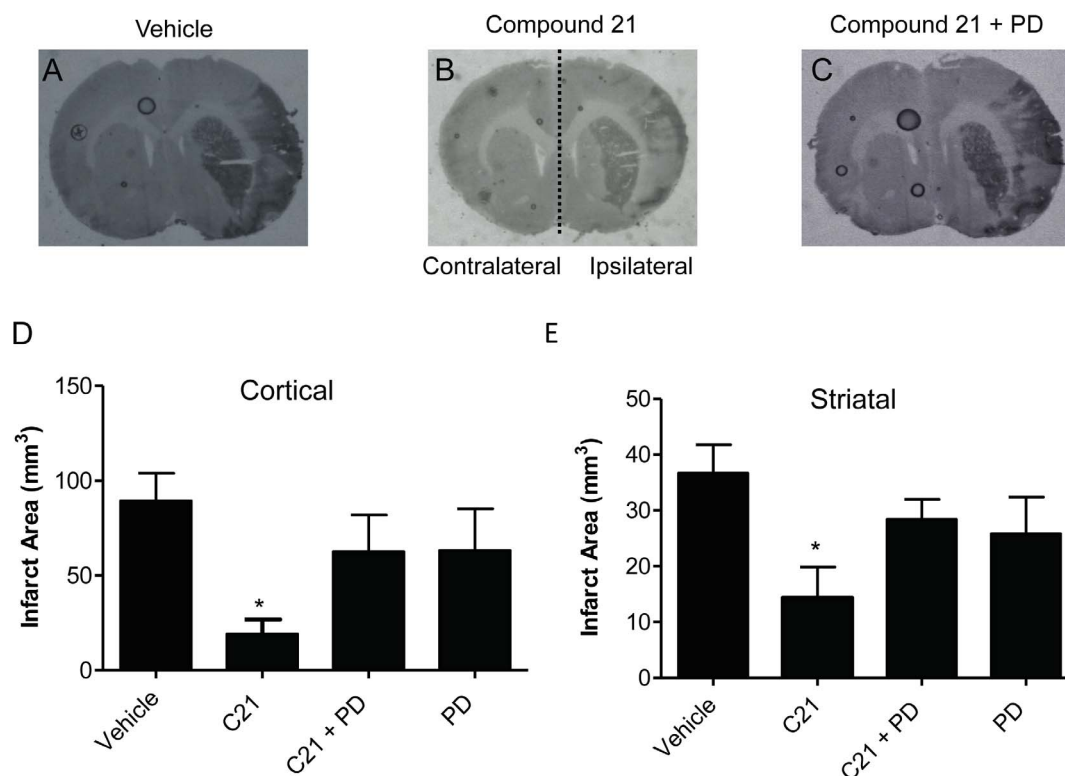 Vehicle
Compound 21
Compound 21 + PD
A
B
C
Contralateral
Ipsilateral
D
Cortical
Infarct Area (mm³)
150
100
50
0
*
Vehicle
C21
C21 + PD
PD
E
Striatal
Infarct Area (mm³)
50
40
30
20
10
0
*
Vehicle
C21
C21 + PD
PD